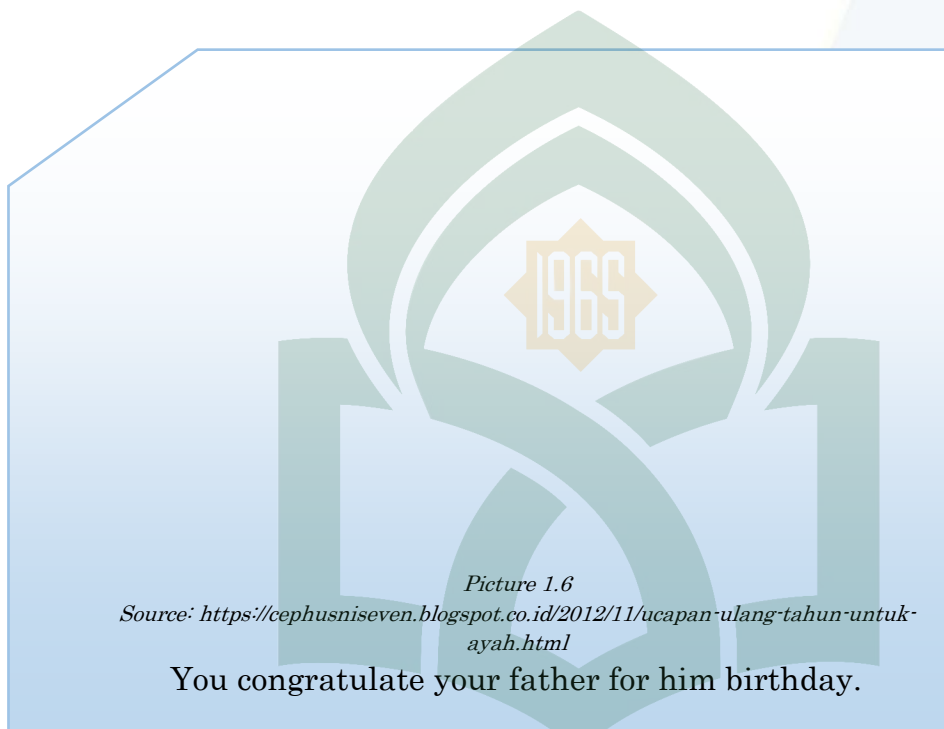 1965
Picture 1.6
Source: https://cephusniseven.blogspot.co.id/2012/11/ucapan-ulang-tahun-untuk-
ayah.html
You congratulate your father for him birthday.